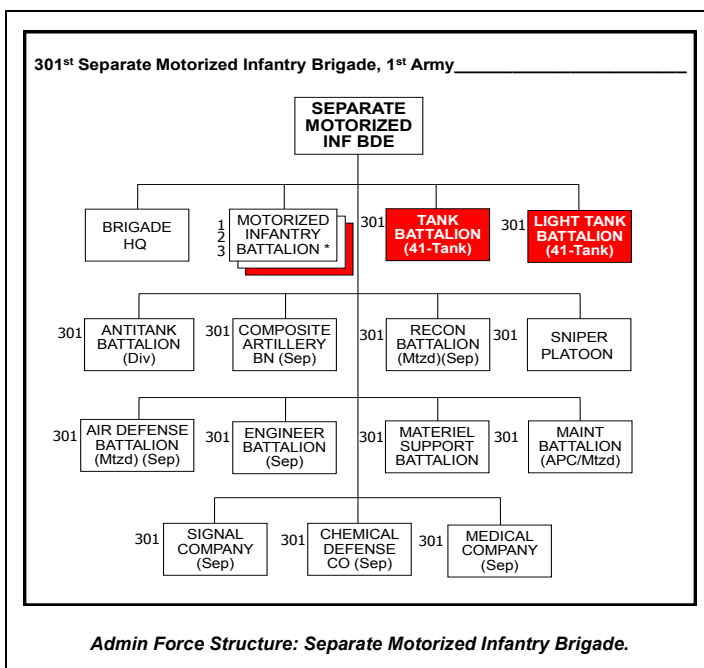 301st Separate Motorized Infantry Brigade, 1st Army__________________________
SEPARATE
MOTORIZED
INF BDE
BRIGADE
HQ
1
2
3
MOTORIZED
INFANTRY
BATTALION *
301
TANK
BATTALION
(41-Tank)
301
LIGHT TANK
BATTALION
(41-Tank)
301
ANTITANK
BATTALION
(Div)
301
COMPOSITE
ARTILLERY
BN (Sep)
301
RECON
BATTALION
(Mtzd)(Sep)
301
SNIPER
PLATOON
301
AIR DEFENSE
BATTALION
(Mtzd) (Sep)
301
ENGINEER
BATTALION
(Sep)
301
MATERIEL
SUPPORT
BATTALION
301
MAINT
BATTALION
(APC/Mtzd)
301
SIGNAL
COMPANY
(Sep)
301
CHEMICAL
DEFENSE
CO (Sep)
301
MEDICAL
COMPANY
(Sep)
Admin Force Structure: Separate Motorized Infantry Brigade.